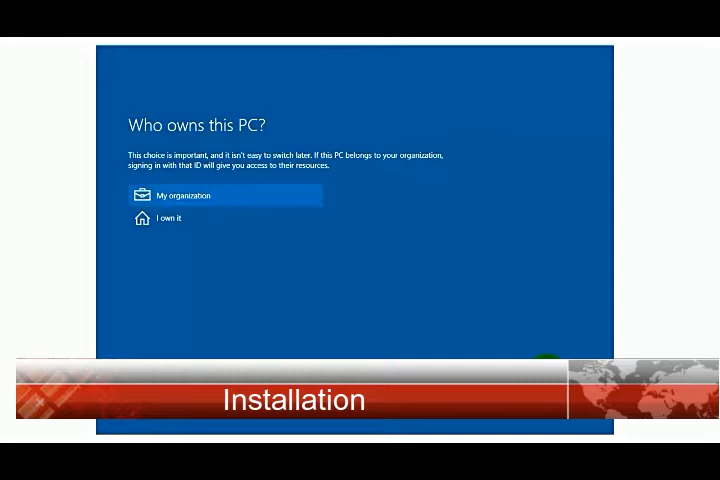 Who owns this PC?
This choice is important, and it isn't easy to switch later. If this PC belongs to your organization,
signing in with that ID will give you access to their resources.
My organization
I own it
Installation